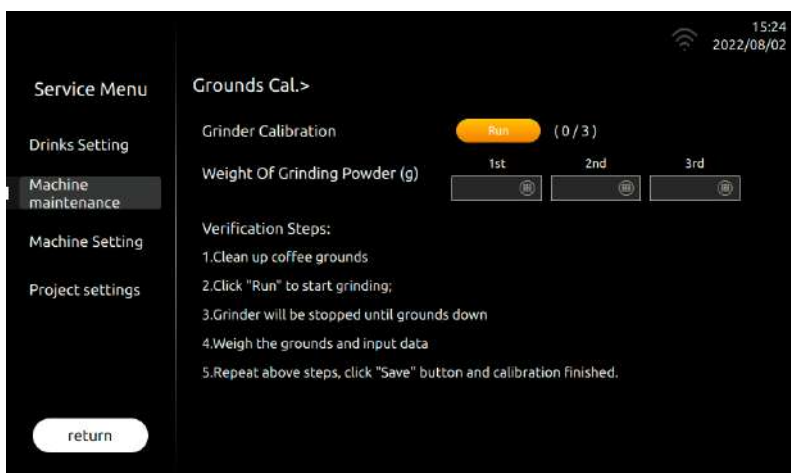 15:24
2022/08/02
Service Menu
Drinks Setting
Machine
maintenance
Machine Setting
Project settings
return
Grounds Cal.>
Grinder Calibration
Run
(0/3)
Weight Of Grinding Powder (g)
1st
2nd
3rd
Verification Steps:
1.Clean up coffee grounds
2.Click "Run" to start grinding;
3.Grinder will be stopped until grounds down
4.Weigh the grounds and input data
5.Repeat above steps, click "Save" button and calibration finished.